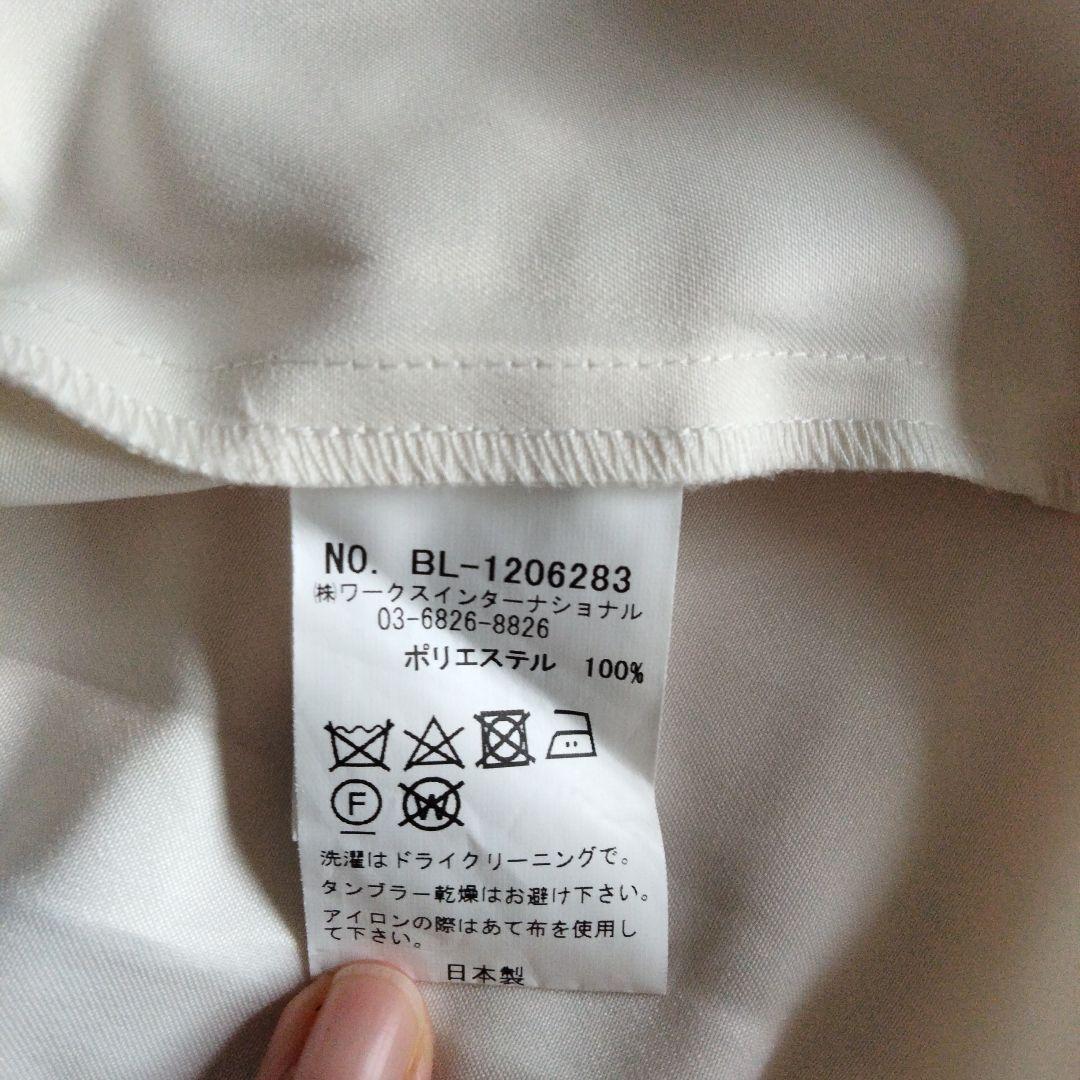 NO. BL-1206283
㈱ワークスインターナショナル
03-6826-8826
ポリエステル 100%
F W
洗濯はドライクリーニングで。
タンブラー乾燥はお避け下さい。
アイロンの際はあて布を使用し
て下さい。
日本製